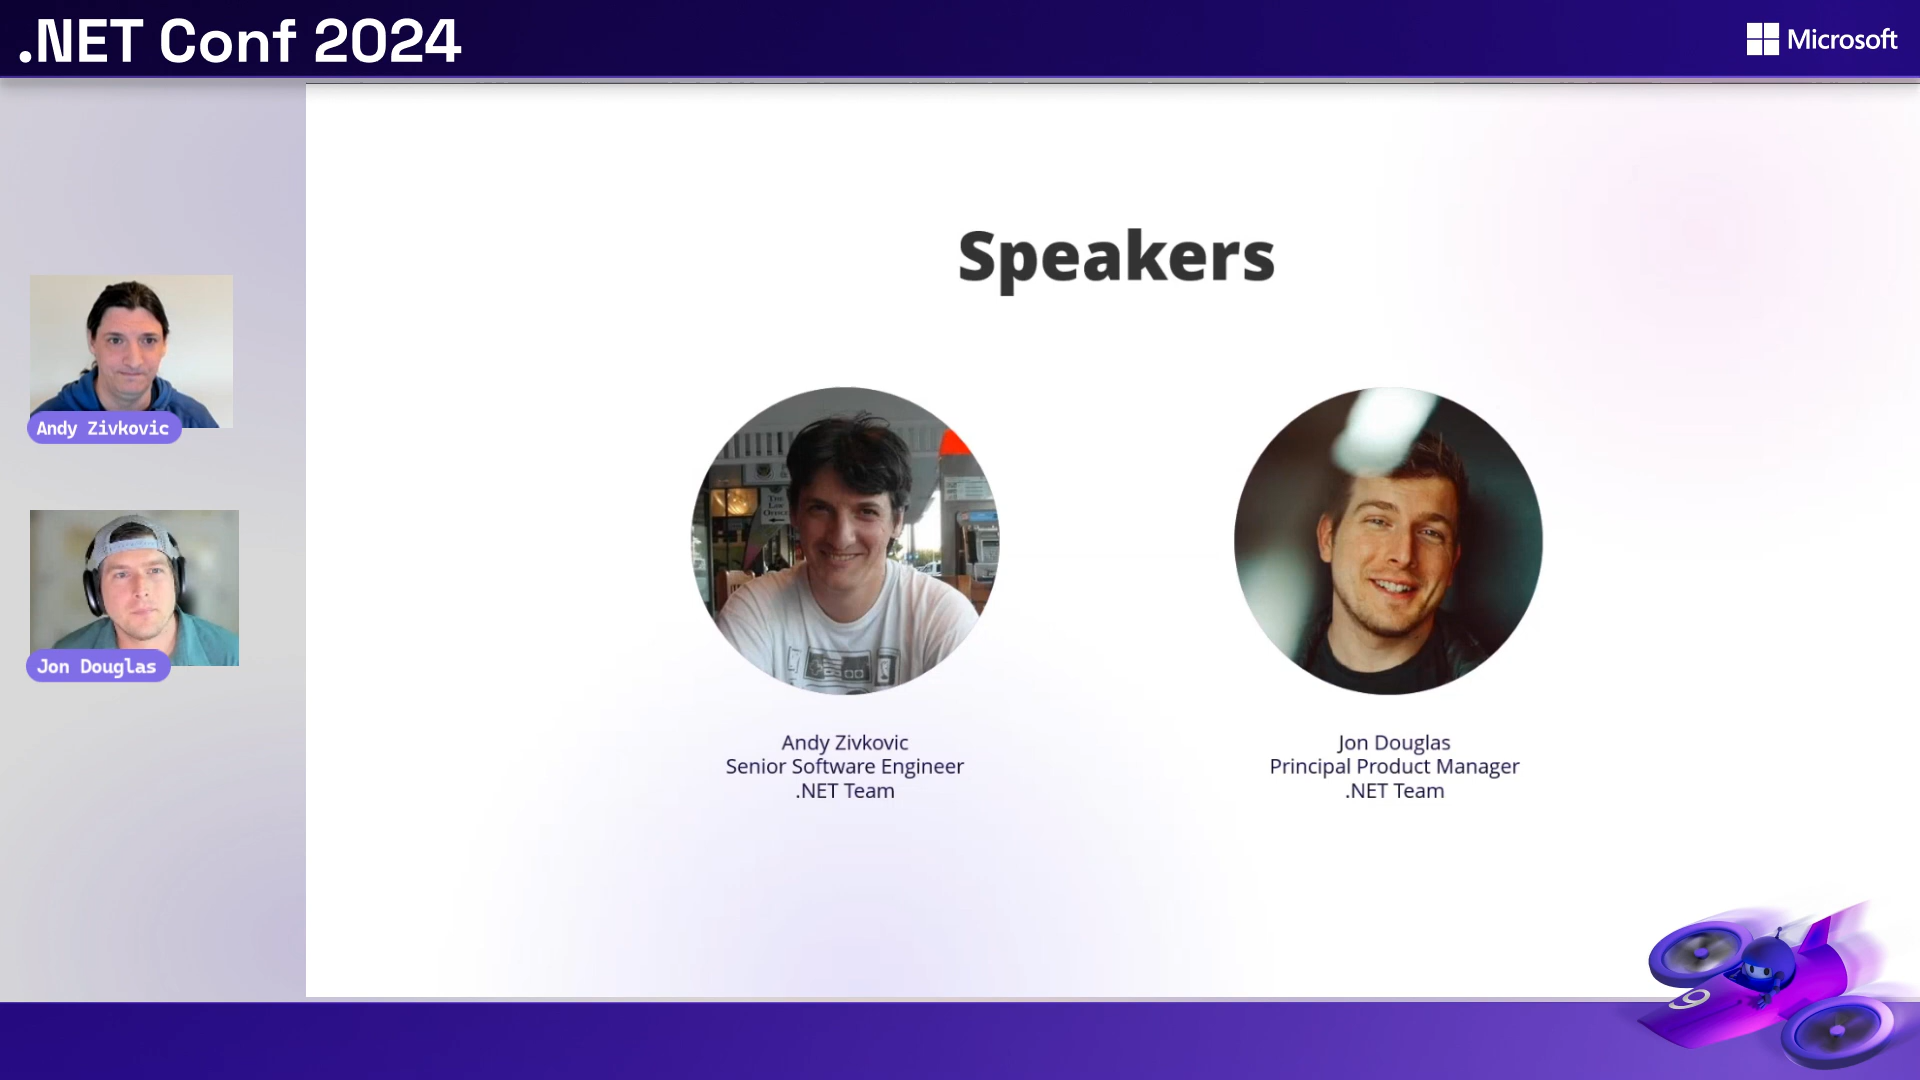 .NET Conf 2024
Microsoft
Speakers
Andy Zivkovic
Jon Douglas
Andy Zivkovic
Senior Software Engineer
.NET Team
Jon Douglas
Principal Product Manager
.NET Team
9